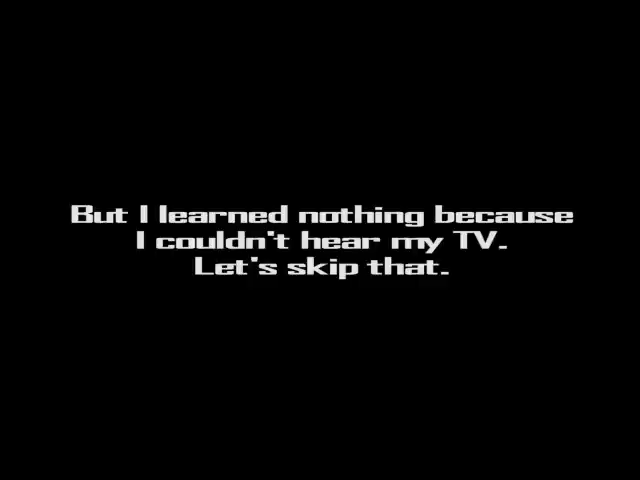 But I learned nothing because
I couldn't hear my TV.
Let's skip that.